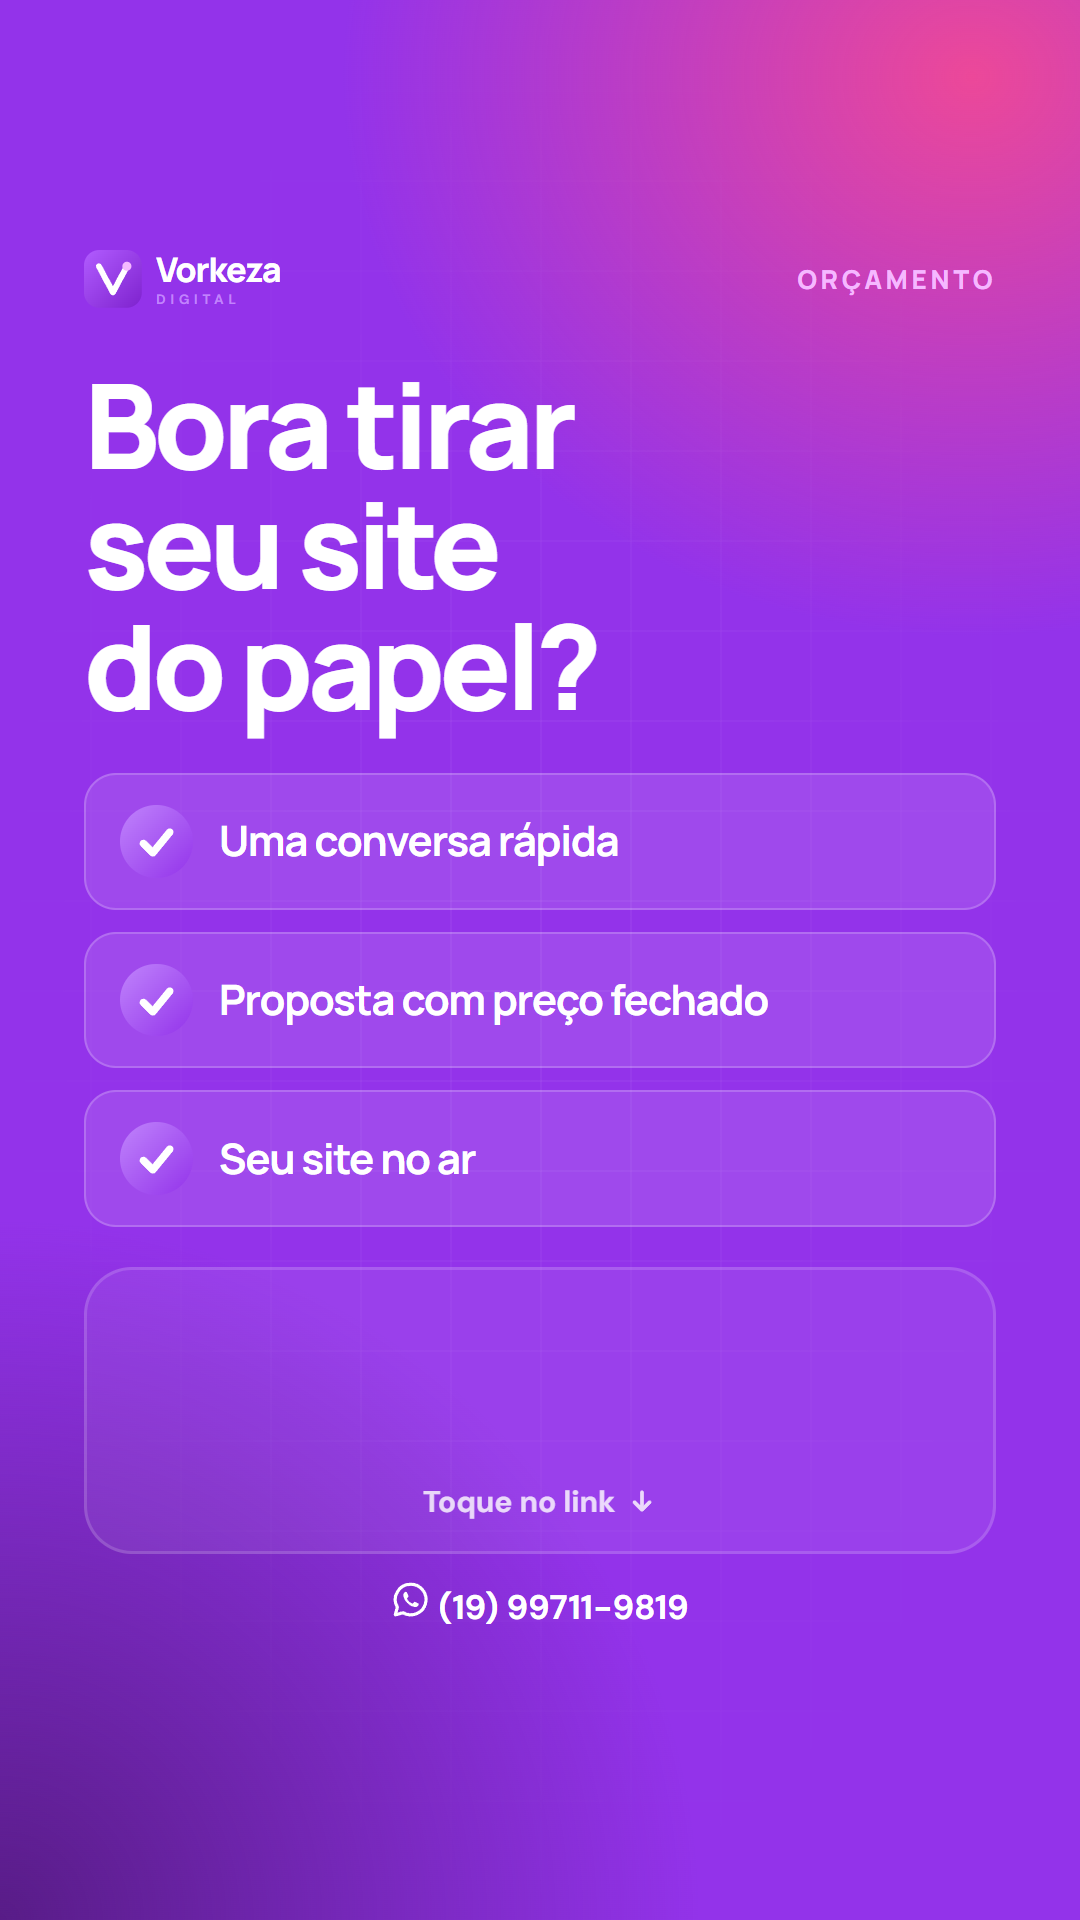 Vorkeza
DIGITAL
ORÇAMENTO
Bora tirar
seu site
do papel?
Uma conversa rápida
Proposta com preço fechado
Seu site no ar
Toque no link ↓
(19) 99711-9819